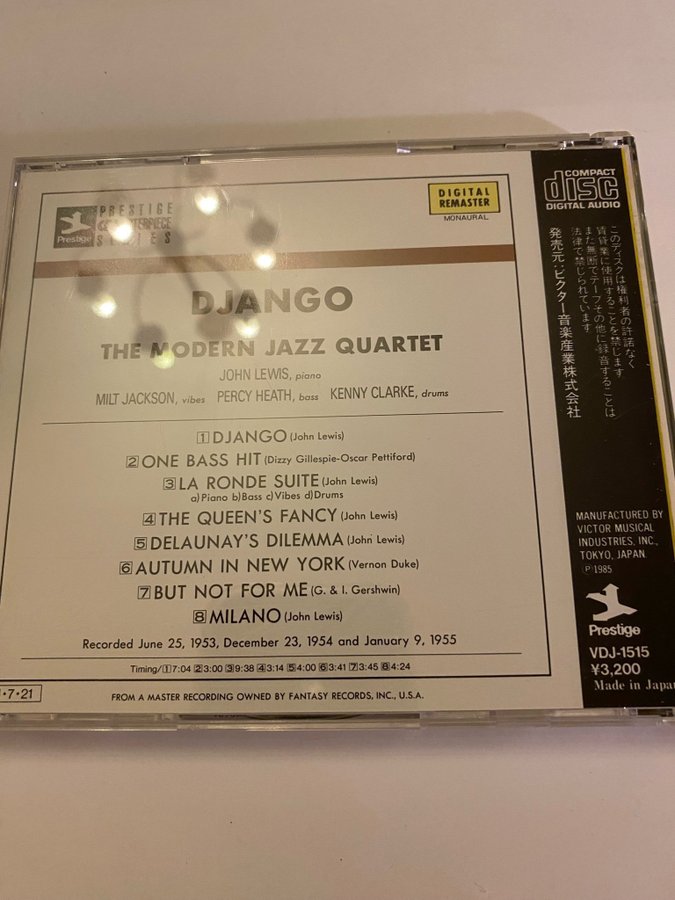 PRESTIGE
MASTERPIECE
SERIES
Prestige
DIGITAL
REMASTER
MONAURAL
DJANGO
THE MODERN JAZZ QUARTET
JOHN LEWIS, piano
MILT JACKSON, vibes PERCY HEATH, bass KENNY CLARKE, drums
1 DJANGO (John Lewis)
2 ONE BASS HIT (Dizzy Gillespie-Oscar Pettiford)
3 LA RONDE SUITE (John Lewis)
a)Piano b)Bass c)Vibes d)Drums
4 THE QUEEN'S FANCY (John Lewis)
5 DELAUNAY'S DILEMMA (John Lewis)
6 AUTUMN IN NEW YORK (Vernon Duke)
7 BUT NOT FOR ME (G. & I. Gershwin)
8 MILANO (John Lewis)
Recorded June 25, 1953, December 23, 1954 and January 9, 1955
Timing/1 7:04 2 3:00 3 9:38 4 3:14 5 4:00 6 3:41 7 3:45 8 4:24
•7•21
FROM A MASTER RECORDING OWNED BY FANTASY RECORDS, INC., U.S.A.
COMPACT
disc
DIGITAL AUDIO
このディスクは権利者の許諾なく
賃貸業に使用することを禁じます。
また無断でテープその他に録音することは
法律で禁じられています。
発売元・ビクター音楽産業株式会社
MANUFACTURED BY
VICTOR MUSICAL
INDUSTRIES, INC.,
TOKYO, JAPAN.
Ⓟ1985
Prestige
VDJ-1515
¥3,200
Made in Japan